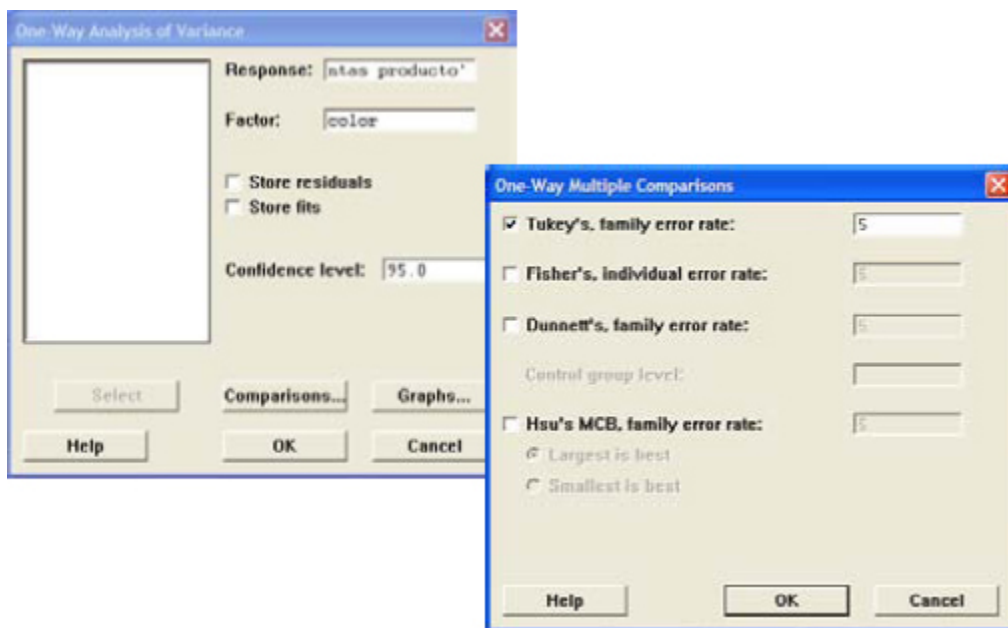 One-Way Analysis of Variance
Response: ntas producto'
Factor: color
Store residuals
Store fits
Confidence level: 95.0
Select
Comparisons...
Graphs...
Help
OK
Cancel
One-Way Multiple Comparisons
Tukey's, family error rate: 5
Fisher's, individual error rate: 5
Dunnett's, family error rate: 5
Control group level:
Hsu's MCB, family error rate: 5
Largest is best
Smallest is best
Help
OK
Cancel